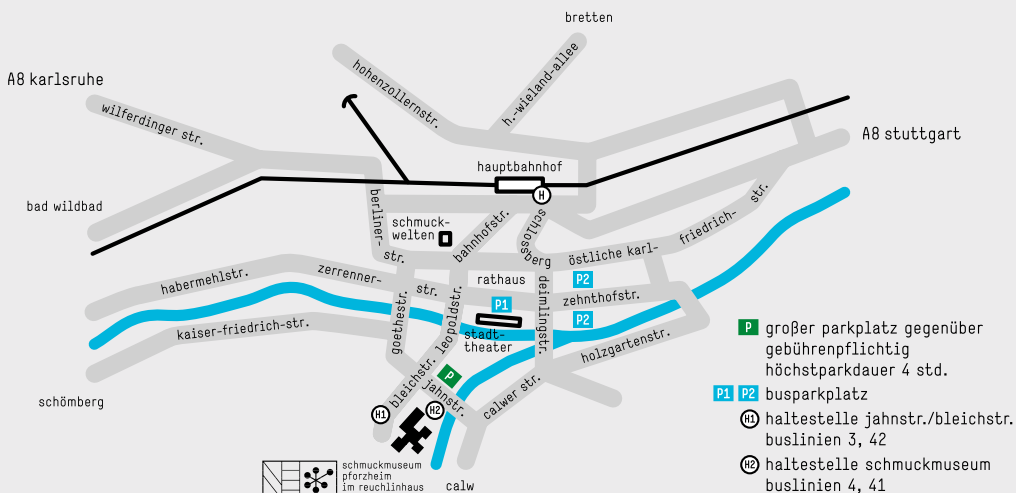 bretten
A8 karlsruhe
hohenzollernstr.
h.-wieland-allee
wilferdinger str.
A8 stuttgart
hauptbahnhof
H
bad wildbad
berliner-
str.
schmuck-
welten
bahnhofstr.
schloss
berg
östliche karl-
friedrich-
str.
habermehlstr.
zerrenner-
str.
rathaus
P2
P1
deimlingstr.
zehnthofstr.
P2
kaiser-friedrich-str.
goethestr.
leopoldstr.
stadt-
theater
holzgartenstr.
bleichstr.
P
jahnstr.
calwer str.
schömberg
H1
H2
schmuckmuseum
pforzheim
im reuchlinhaus
calw
P großer parkplatz gegenüber
gebührenpflichtig
höchstparkdauer 4 std.
P1 P2 busparkplatz
H1 haltestelle jahnstr./bleichstr.
buslinien 3, 42
H2 haltestelle schmuckmuseum
buslinien 4, 41